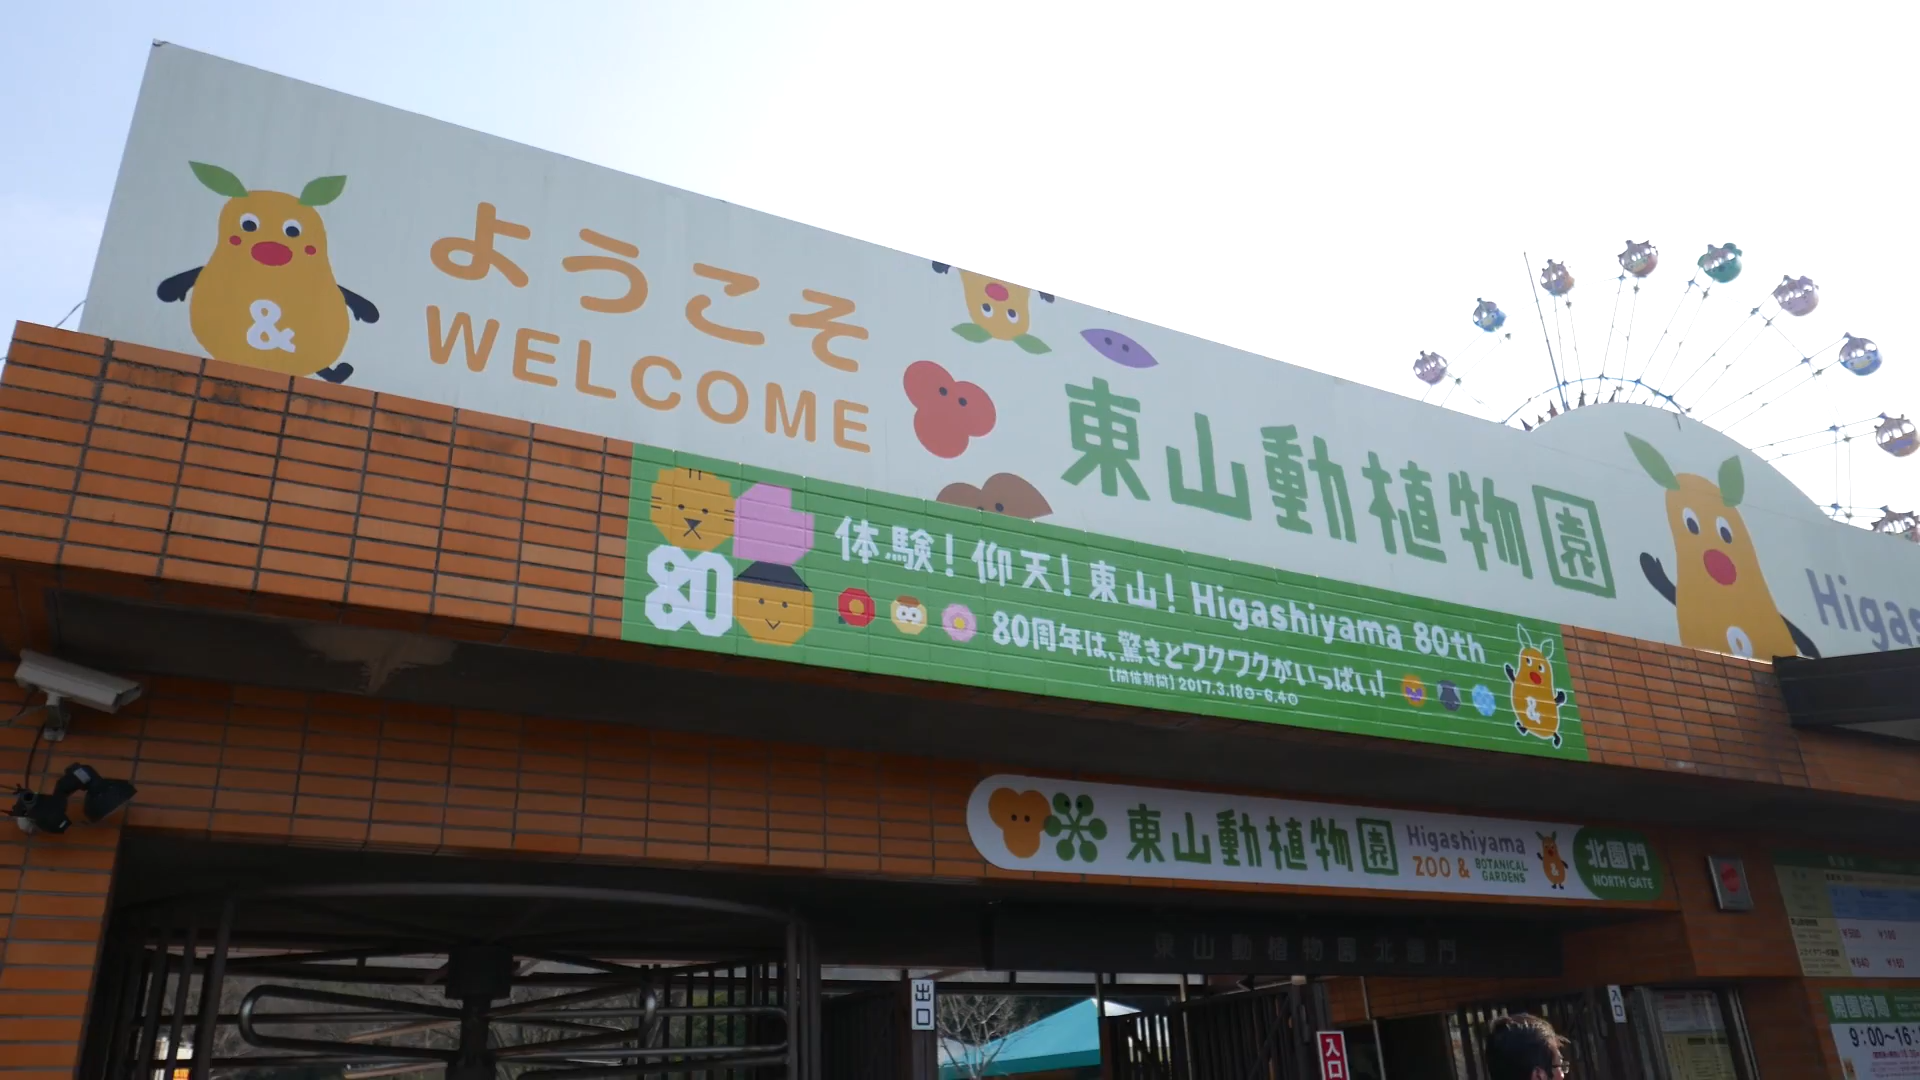 ようこそ
WELCOME
&
東山動植物園
Higas
80
体験!仰天!東山! Higashiyama 80th
80周年は、驚きとワクワクがいっぱい!
[開催期間] 2017.3.18㊏-6.4㊐
&
東山動植物園
Higashiyama
ZOO & BOTANICAL GARDENS
北園門
NORTH GATE
東山動植物園北園門
出口
入口
入口
¥500 ¥100
¥640 ¥160
開園時間
9:00~16: